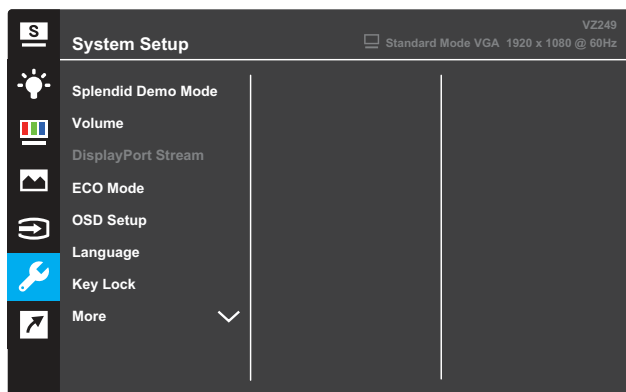 S
VZ249
System Setup
Standard Mode VGA 1920 x 1080 @ 60Hz
Splendid Demo Mode
Volume
DisplayPort Stream
ECO Mode
OSD Setup
Language
Key Lock
More